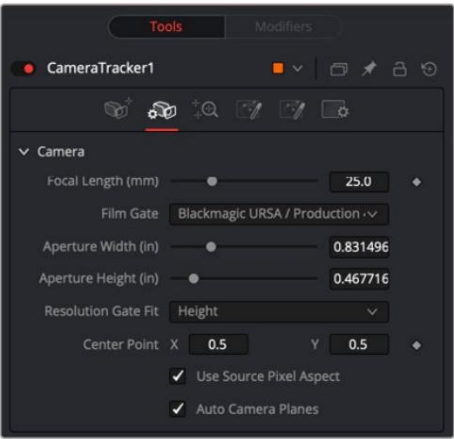 Tools Modifiers
CameraTracker1
Camera
Focal Length (mm) 25.0
Film Gate Blackmagic URSA / Production
Aperture Width (in) 0.831496
Aperture Height (in) 0.467716
Resolution Gate Fit Height
Center Point X 0.5 Y 0.5
Use Source Pixel Aspect
Auto Camera Planes